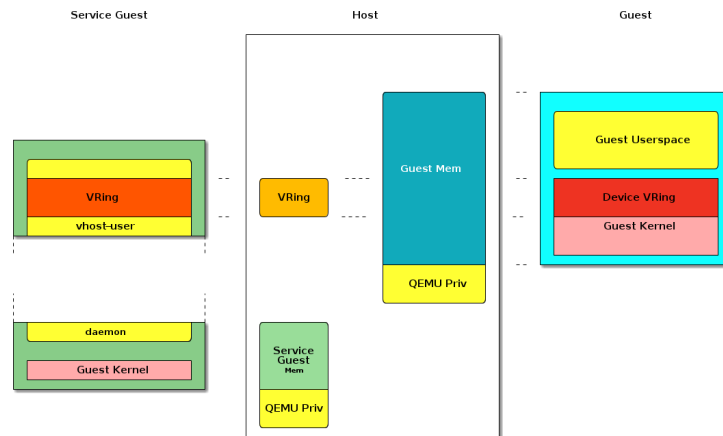 Service Guest
Host
Guest
VRing
vhost-user
daemon
Guest Kernel
VRing
Guest Mem
QEMU Priv
Service
Guest
Mem
QEMU Priv
Guest Userspace
Device VRing
Guest Kernel